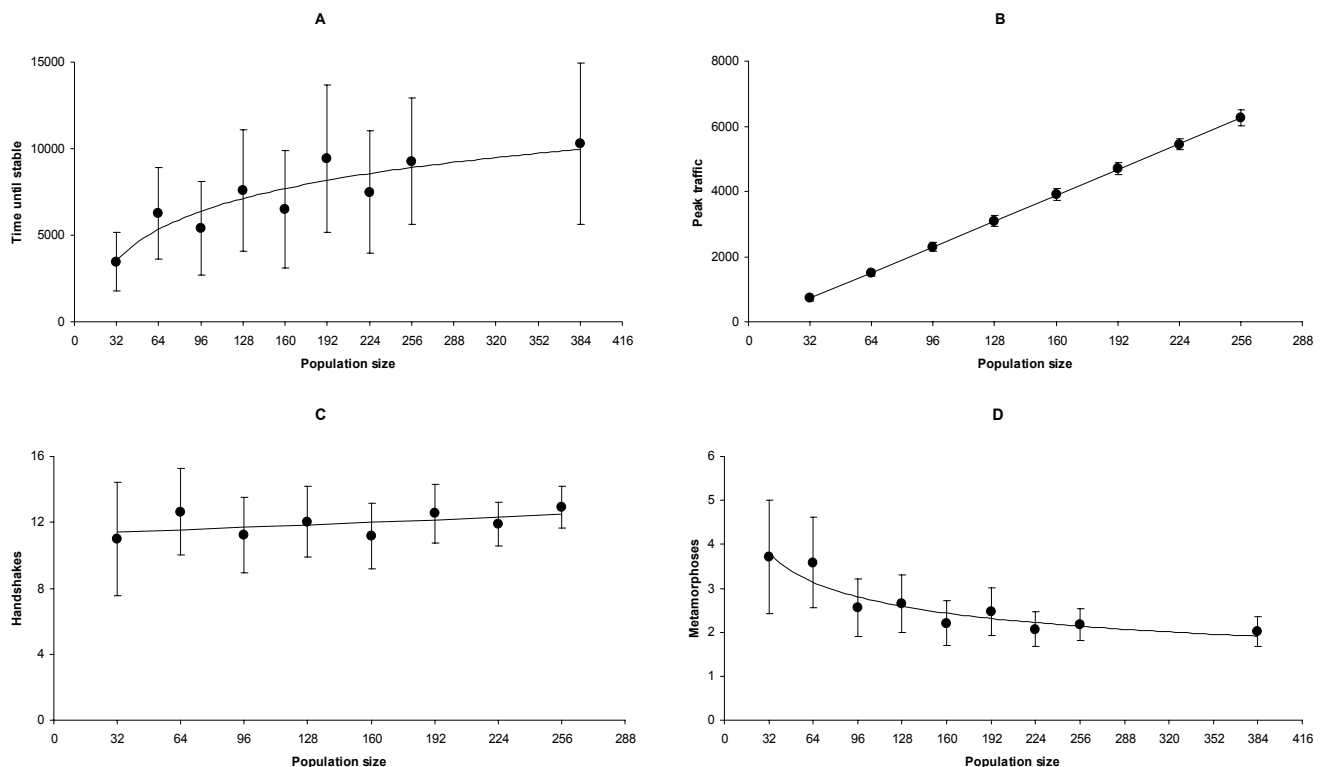 A
15000
10000
5000
0
Time until stable
0 32 64 96 128 160 192 224 256 288 320 352 384 416
Population size
B
8000
6000
4000
2000
0
Peak traffic
0 32 64 96 128 160 192 224 256 288
Population size
C
16
12
8
4
0
Handshakes
0 32 64 96 128 160 192 224 256 288
Population size
D
6
5
4
3
2
1
0
Metamorphoses
0 32 64 96 128 160 192 224 256 288 320 352 384 416
Population size